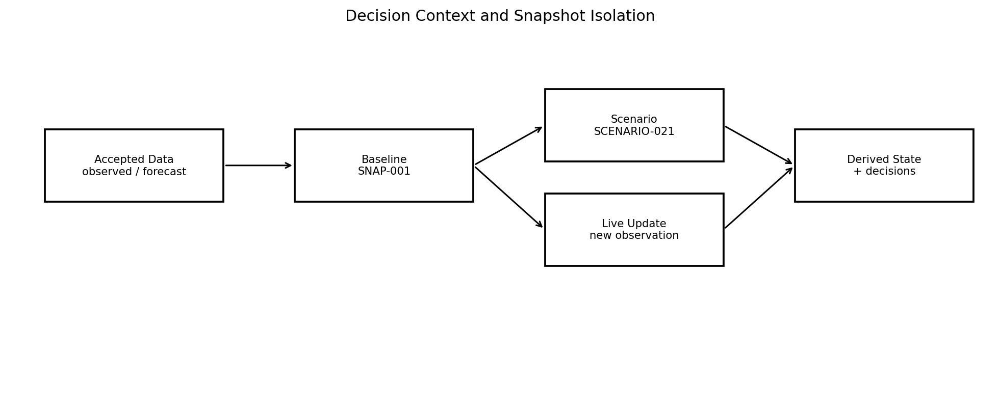 Decision Context and Snapshot Isolation
Accepted Data
observed / forecast
Baseline
SNAP-001
Scenario
SCENARIO-021
Live Update
new observation
Derived State
+ decisions